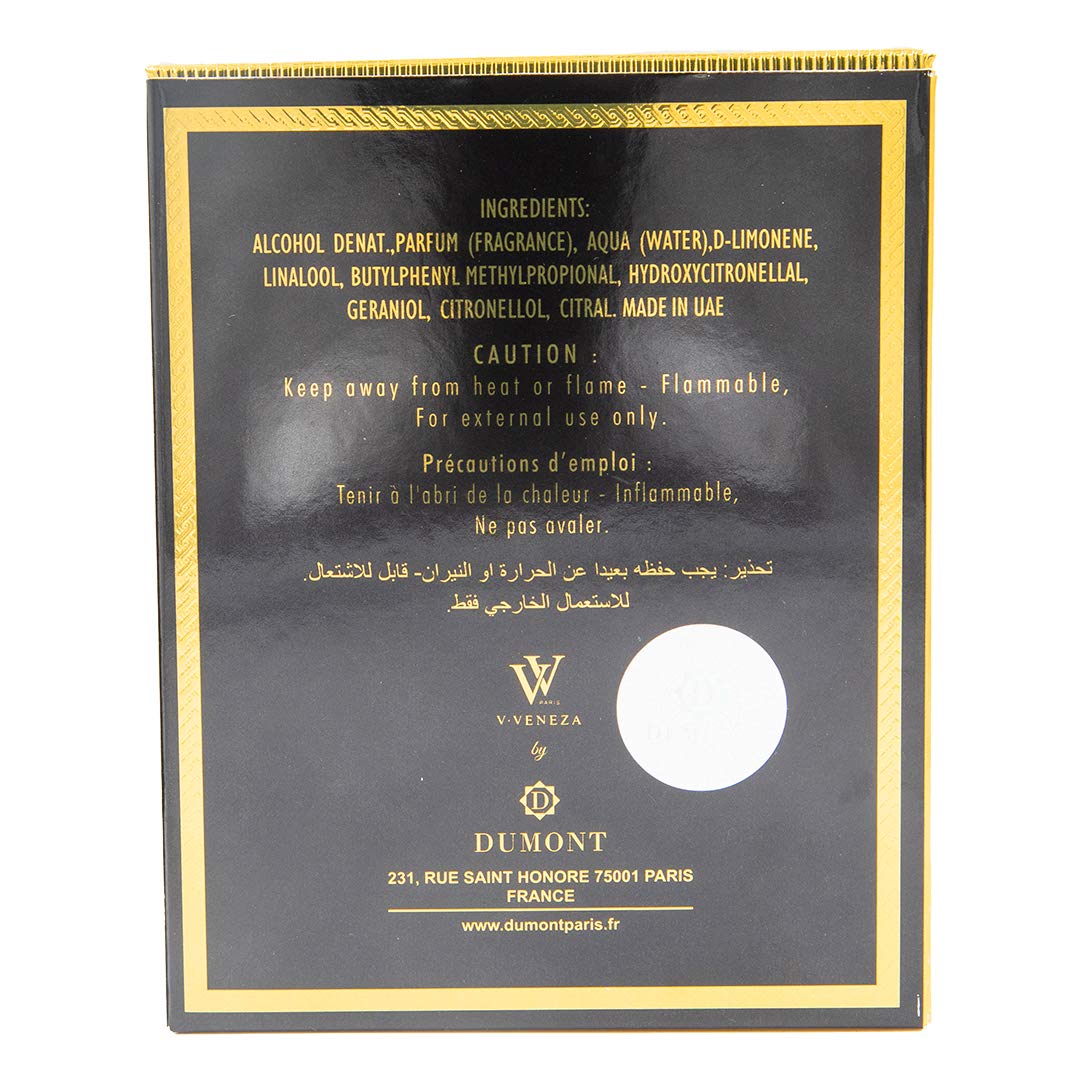 INGREDIENTS:
ALCOHOL DENAT.,PARFUM (FRAGRANCE), AQUA (WATER),D-LIMONENE,
LINALOOL, BUTYLPHENYL METHYLPROPIONAL, HYDROXYCITRONELLAL,
GERANIOL, CITRONELLOL, CITRAL. MADE IN UAE
CAUTION :
Keep away from heat or flame - Flammable,
For external use only.
Précautions d'emploi :
Tenir à l'abri de la chaleur - Inflammable,
Ne pas avaler.
تحذير: يجب حفظه بعيدا عن الحرارة او النيران- قابل للاشتعال.
للاستعمال الخارجي فقط.
VV
PARIS
V·VENEZA
by
D
DUMONT
231, RUE SAINT HONORE 75001 PARIS
FRANCE
www.dumontparis.fr